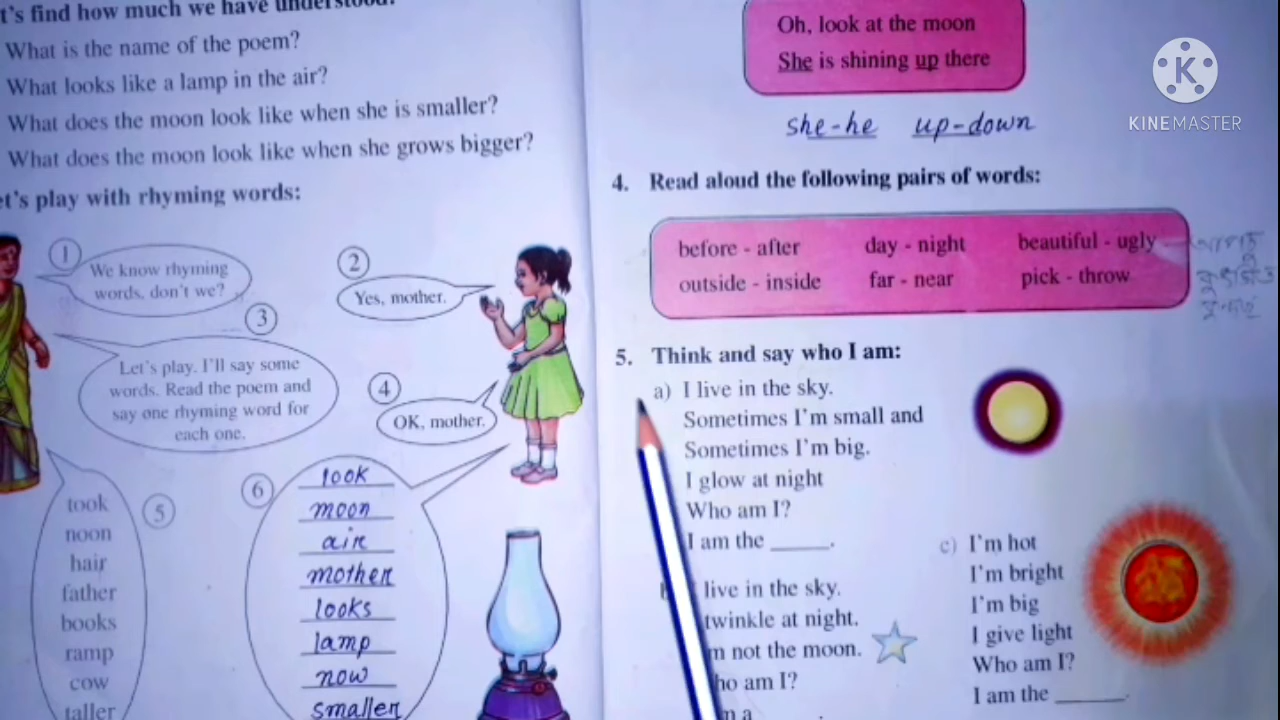 t's find how much we have understood.
What is the name of the poem?
What looks like a lamp in the air?
What does the moon look like when she is smaller?
What does the moon look like when she grows bigger?
et's play with rhyming words:
1
We know rhyming
words, don't we?
2
Yes, mother.
3
Let's play. I'll say some
words. Read the poem and
say one rhyming word for
each one.
4
OK, mother.
5
took
noon
hair
father
books
ramp
cow
taller
6
look
moon
air
mother
looks
lamp
now
smaller
Oh, look at the moon
She is shining up there
she-he up-down
4. Read aloud the following pairs of words:
before - after day - night beautiful - ugly
outside - inside far - near pick - throw
5. Think and say who I am:
a) I live in the sky.
Sometimes I'm small and
Sometimes I'm big.
I glow at night
Who am I?
I am the _____.
live in the sky.
twinkle at night.
m not the moon.
ho am I?
m a
c) I'm hot
I'm bright
I'm big
I give light
Who am I?
I am the ______.
KINEMASTER